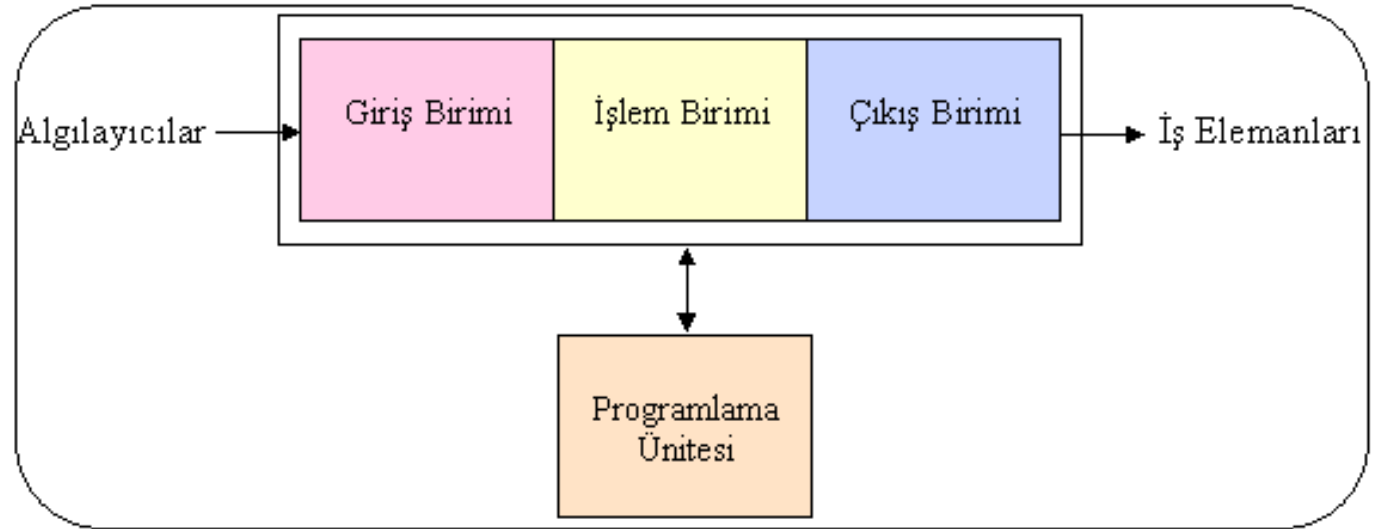 Algılayıcılar
Giriş Birimi
İşlem Birimi
Çıkış Birimi
İş Elemanları
Programlama
Ünitesi